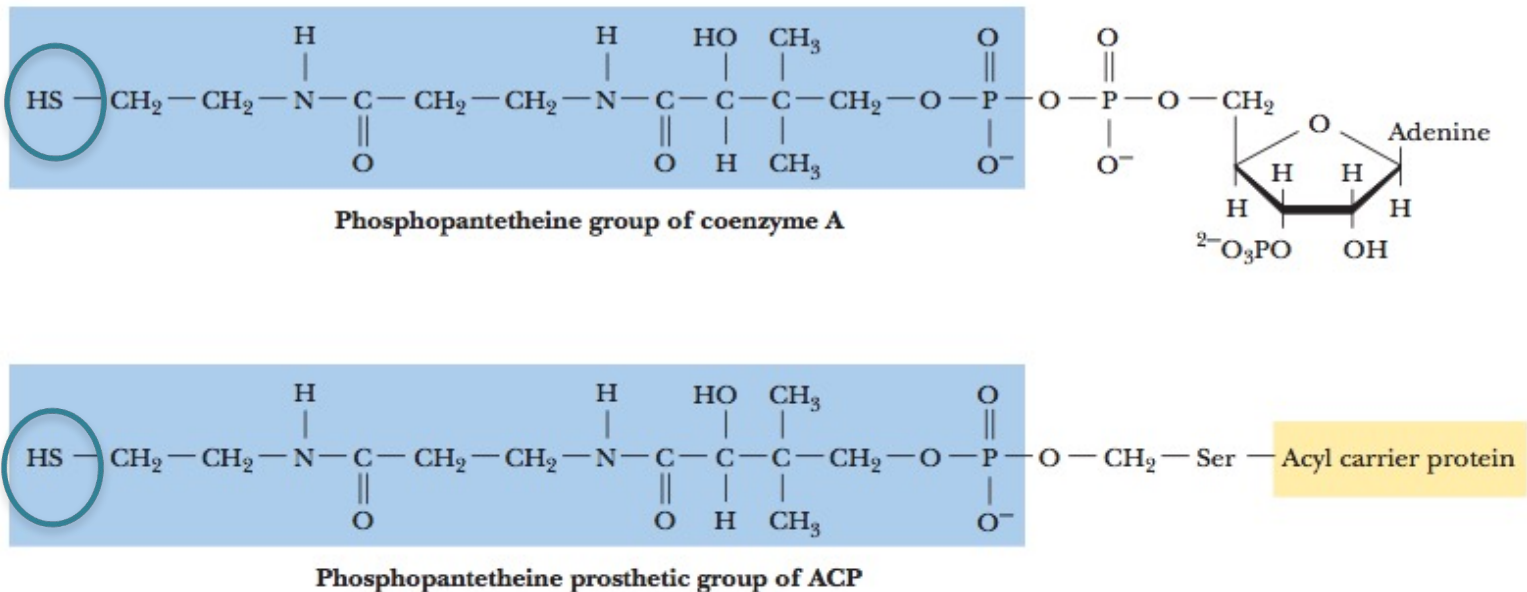 H H HO CH₃ O O
HS—CH₂—CH₂—N—C—CH₂—CH₂—N—C—C—C—CH₂—O—P—O—P—O—CH₂
O Adenine
O O H CH₃ O⁻ O⁻
H H
H H
Phosphopantetheine group of coenzyme A
²⁻O₃PO OH
H H HO CH₃ O
HS—CH₂—CH₂—N—C—CH₂—CH₂—N—C—C—C—CH₂—O—P—O—CH₂—Ser—Acyl carrier protein
O O H CH₃ O⁻
Phosphopantetheine prosthetic group of ACP